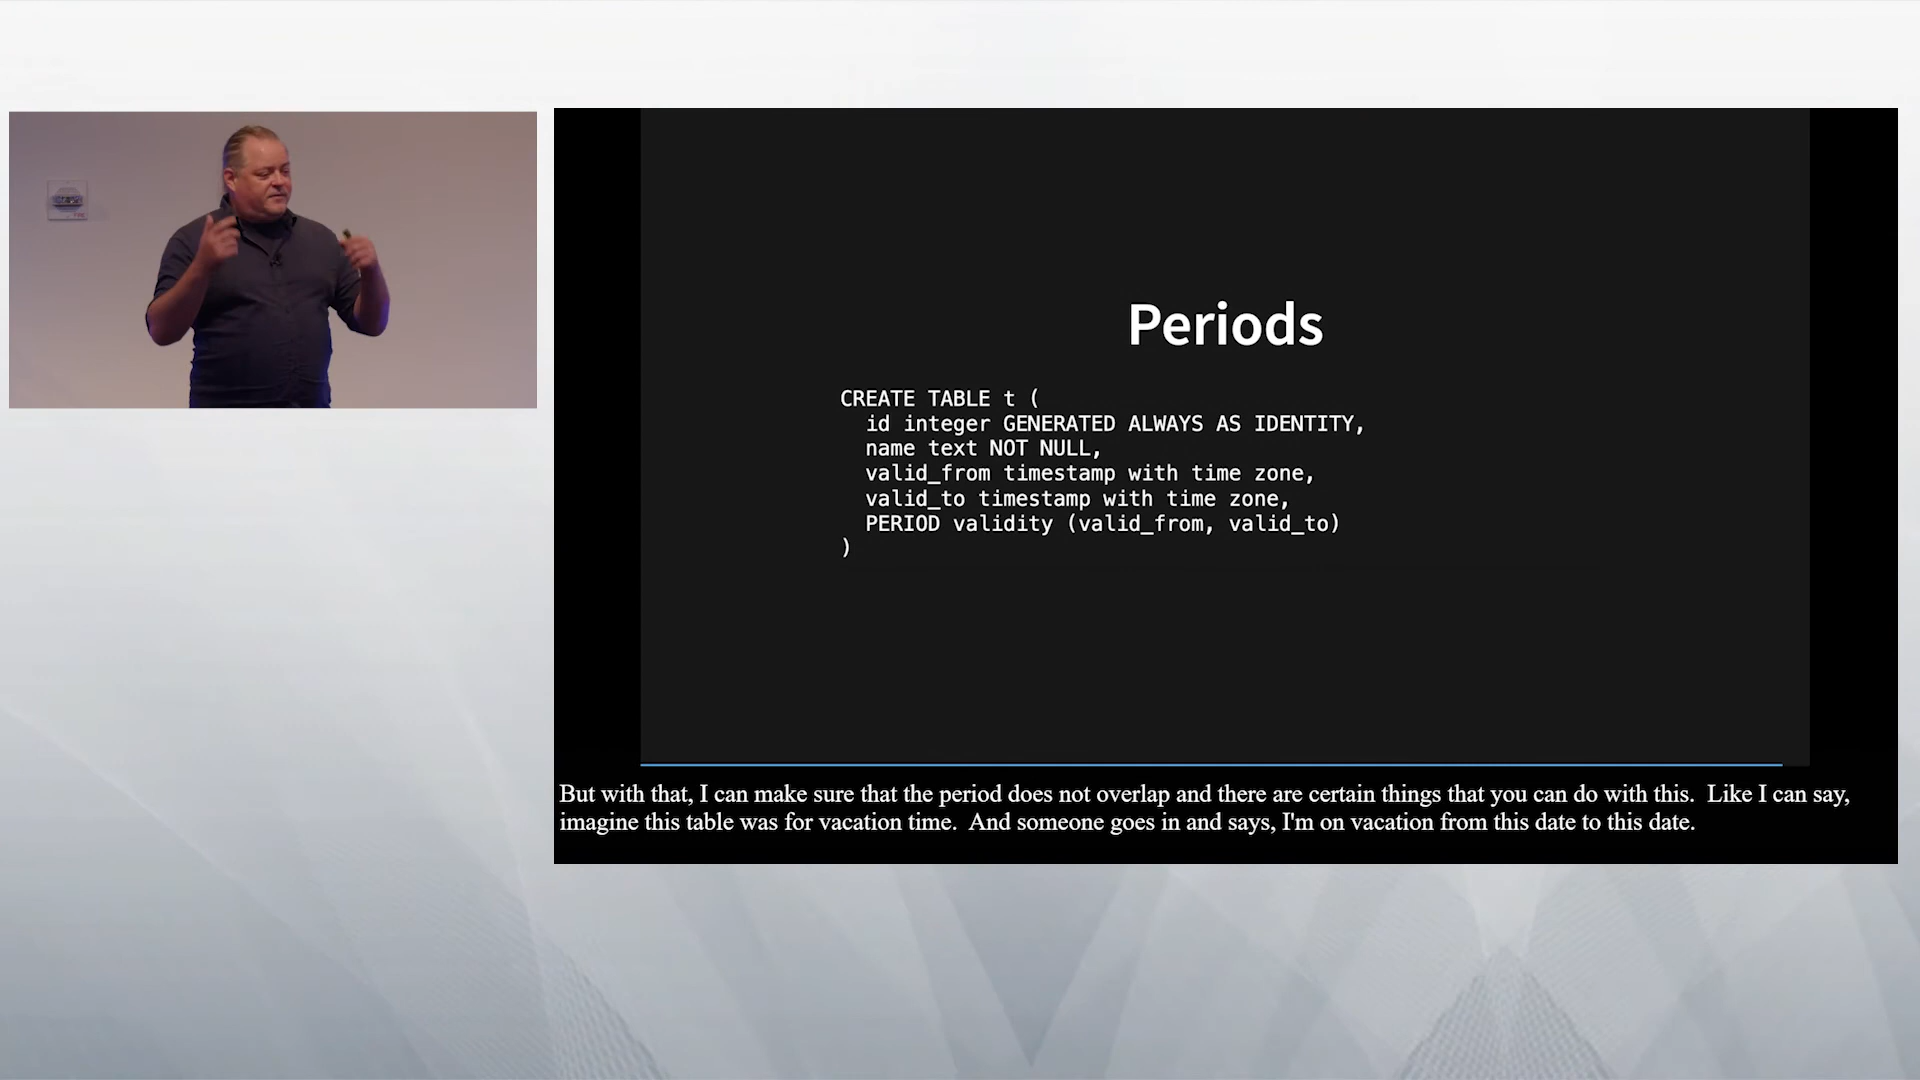 Periods
CREATE TABLE t (
  id integer GENERATED ALWAYS AS IDENTITY,
  name text NOT NULL,
  valid_from timestamp with time zone,
  valid_to timestamp with time zone,
  PERIOD validity (valid_from, valid_to)
)
But with that, I can make sure that the period does not overlap and there are certain things that you can do with this.  Like I can say,
imagine this table was for vacation time.  And someone goes in and says, I'm on vacation from this date to this date.